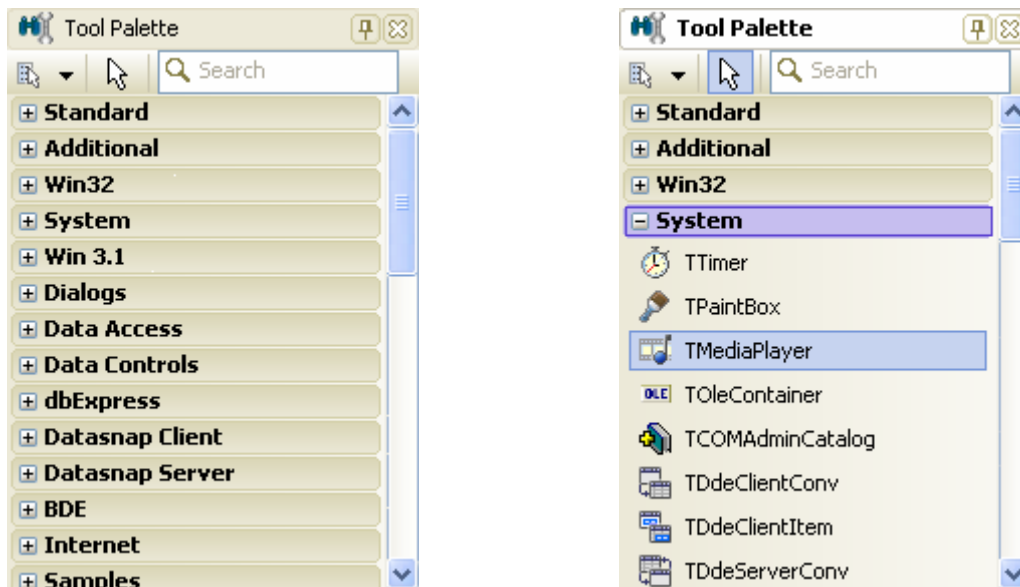 Tool Palette
Search
Standard
Additional
Win32
System
Win 3.1
Dialogs
Data Access
Data Controls
dbExpress
Datasnap Client
Datasnap Server
BDE
Internet
Samples
Tool Palette
Search
Standard
Additional
Win32
System
TTimer
TPaintBox
TMediaPlayer
OLE TOleContainer
TCOMAdminCatalog
TDdeClientConv
TDdeClientItem
TDdeServerConv